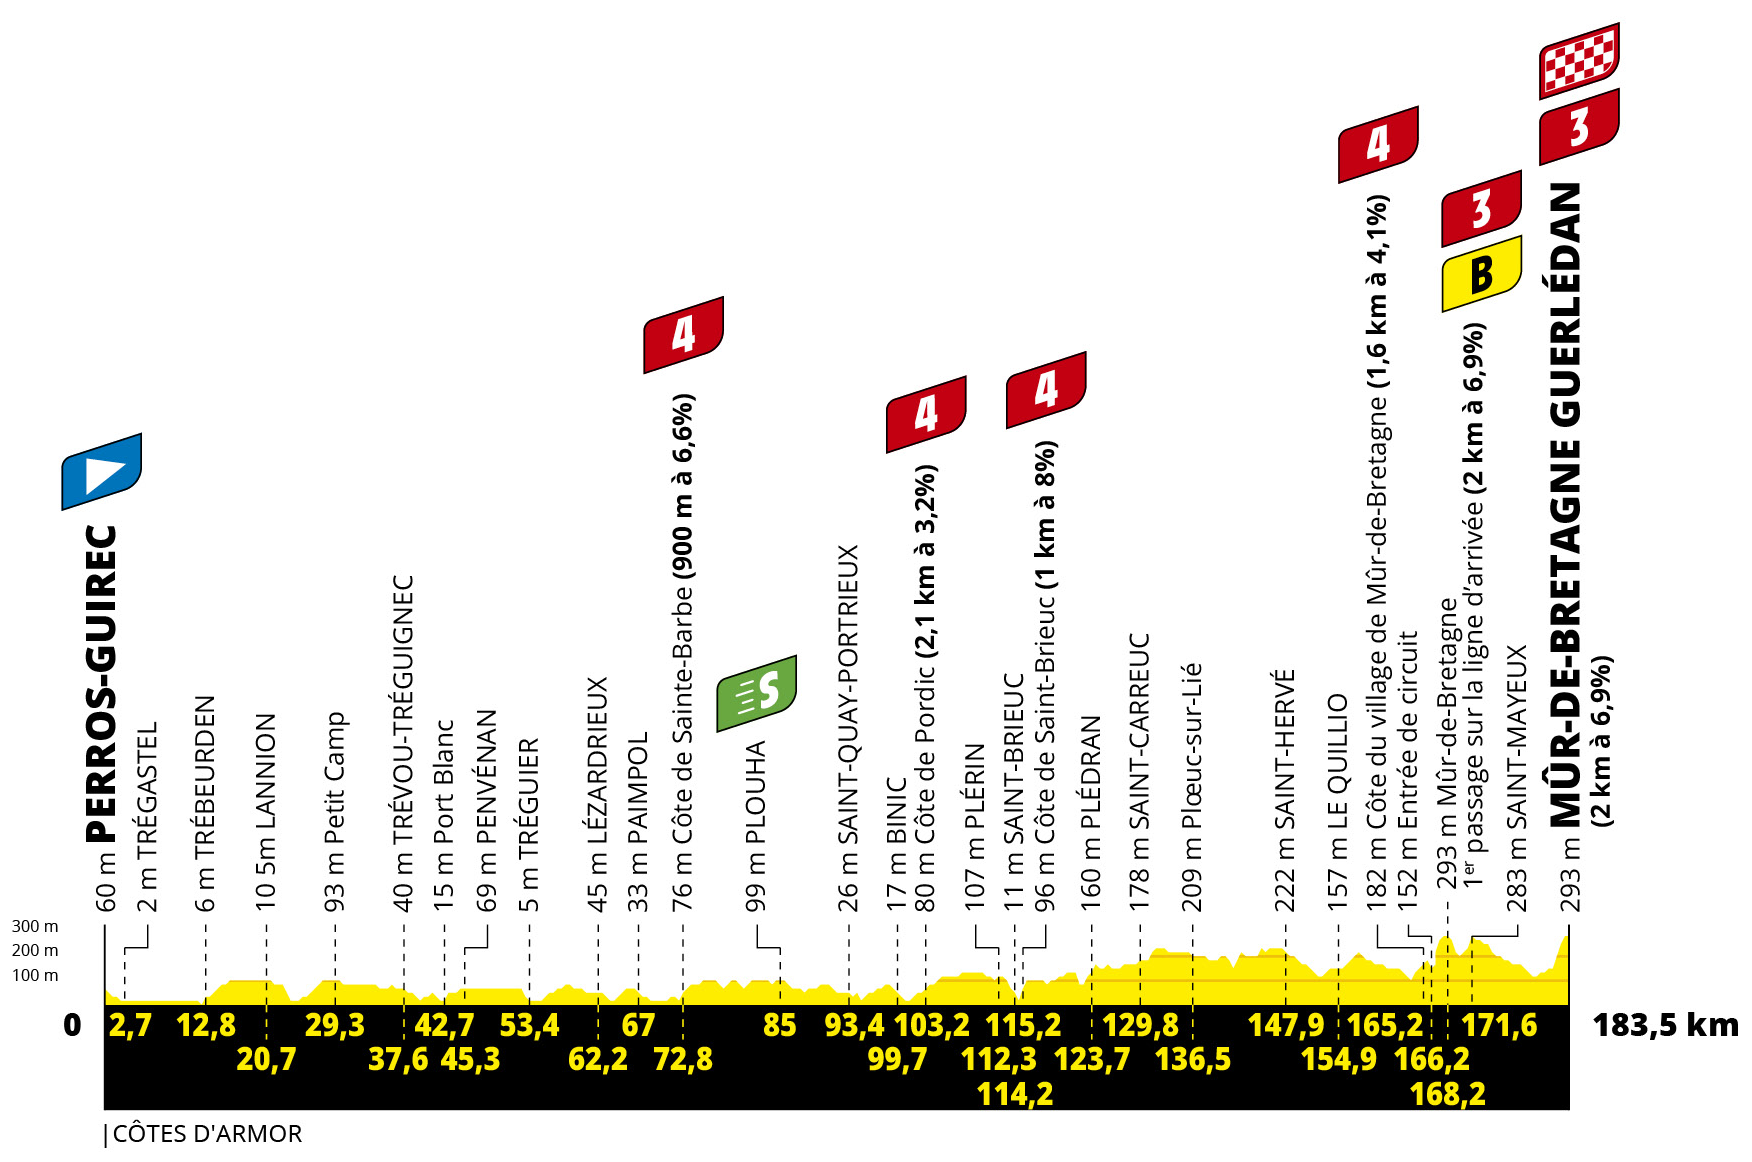 60 m PERROS-GUIREC
2 m TRÉGASTEL
6 m TRÉBEURDEN
10 5m LANNION
93 m Petit Camp
40 m TRÉVOU-TRÉGUIGNEC
15 m Port Blanc
69 m PENVÉNAN
5 m TRÉGUIER
45 m LÉZARDRIEUX
33 m PAIMPOL
4
76 m Côte de Sainte-Barbe (900 m à 6,6%)
S
99 m PLOUHA
26 m SAINT-QUAY-PORTRIEUX
17 m BINIC
4
80 m Côte de Pordic (2,1 km à 3,2%)
107 m PLÉRIN
11 m SAINT-BRIEUC
4
96 m Côte de Saint-Brieuc (1 km à 8%)
160 m PLÉDRAN
178 m SAINT-CARREUC
209 m Plœuc-sur-Lié
222 m SAINT-HERVÉ
157 m LE QUILLIO
4
182 m Côte du village de Mûr-de-Bretagne (1,6 km à 4,1%)
152 m Entrée de circuit
3
B
293 m Mûr-de-Bretagne
1er passage sur la ligne d’arrivée (2 km à 6,9%)
283 m SAINT-MAYEUX
3
293 m MÛR-DE-BRETAGNE GUERLÉDAN
(2 km à 6,9%)
300 m
200 m
100 m
0 2,7 12,8 29,3 42,7 53,4 67 85 93,4 103,2 115,2 129,8 147,9 165,2 171,6 183,5 km
20,7 37,6 45,3 62,2 72,8 99,7 112,3 123,7 136,5 154,9 166,2
114,2 168,2
|CÔTES D'ARMOR